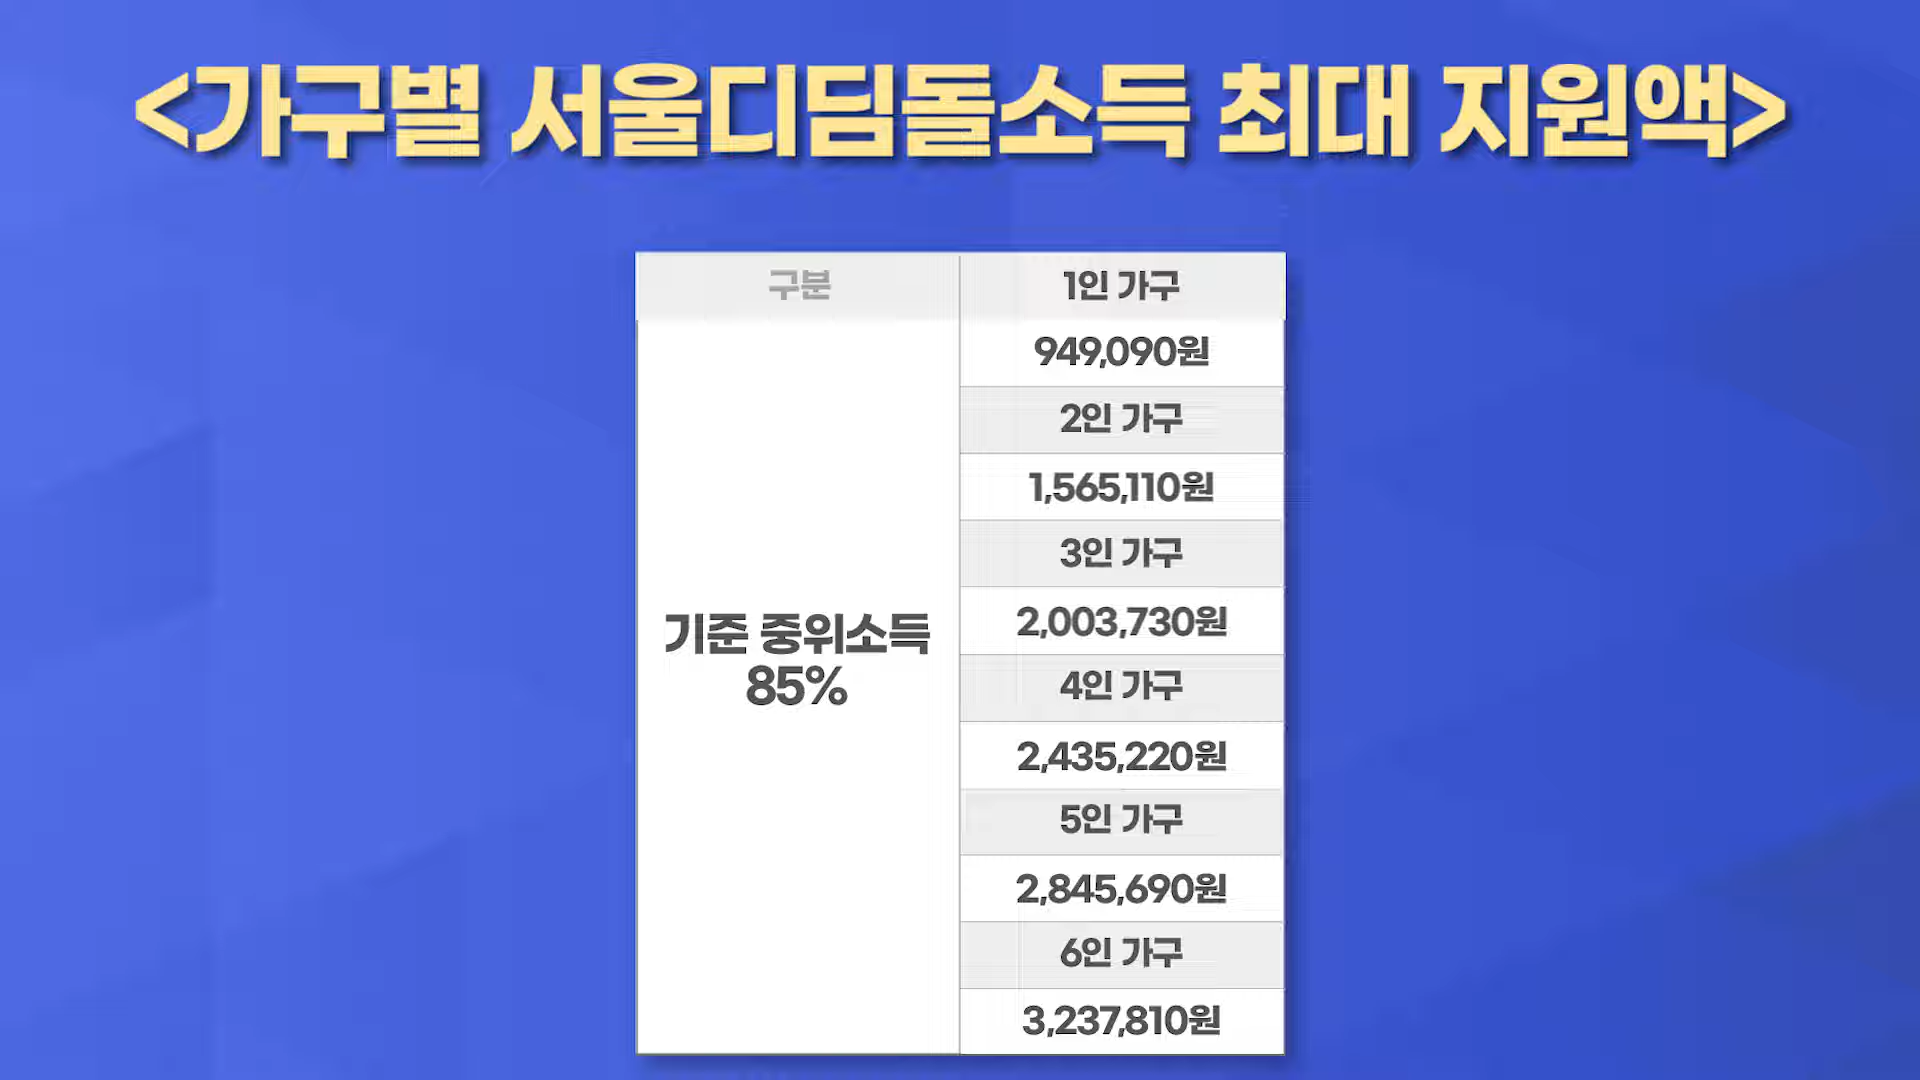 <가구별 서울디딤돌소득 최대 지원액>
구분
1인 가구
949,090원
2인 가구
1,565,110원
3인 가구
2,003,730원
기준 중위소득
85%
4인 가구
2,435,220원
5인 가구
2,845,690원
6인 가구
3,237,810원